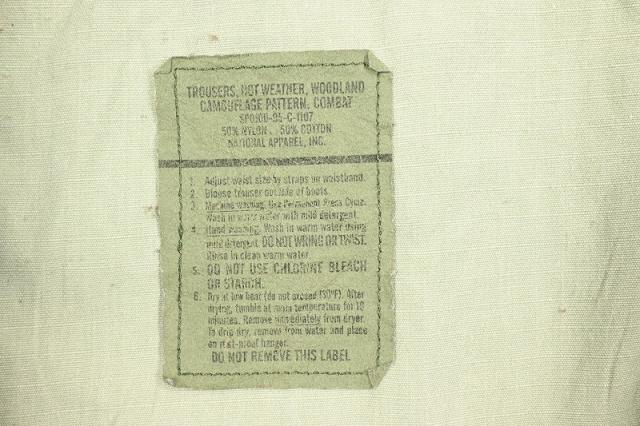 TROUSERS, HOT WEATHER, WOODLAND
CAMOUFLAGE PATTERN, COMBAT
SPO100-95-C-1107
50% NYLON, 50% COTTON
NATIONAL APPAREL, INC.
1. Adjust waist size by straps on waistband.
2. Blouse trouser outside of boots.
3. Machine washing. Use Permanent Press Cycle.
Wash in warm water with mild detergent.
4. Hand washing. Wash in warm water using
mild detergent. DO NOT WRING OR TWIST.
Rinse in clean warm water.
5. DO NOT USE CHLORINE BLEACH
OR STARCH.
6. Dry at low heat (do not exceed 130°F). After
drying, tumble at room temperature for 10
minutes. Remove immediately from dryer.
To drip dry, remove from water and place
on rust-proof hanger.
DO NOT REMOVE THIS LABEL